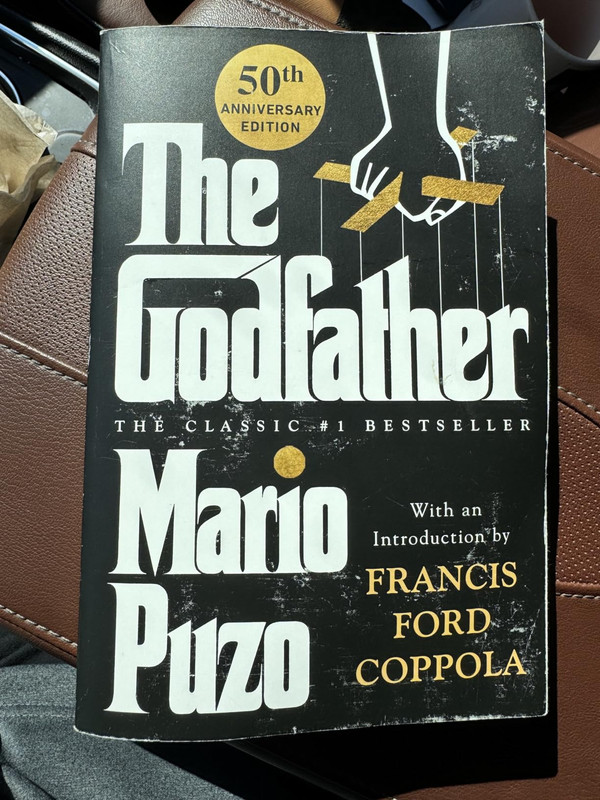 50th
ANNIVERSARY
EDITION
The
Godfather
THE CLASSIC #1 BESTSELLER
Mario
Puzo
With an
Introduction by
FRANCIS
FORD
COPPOLA